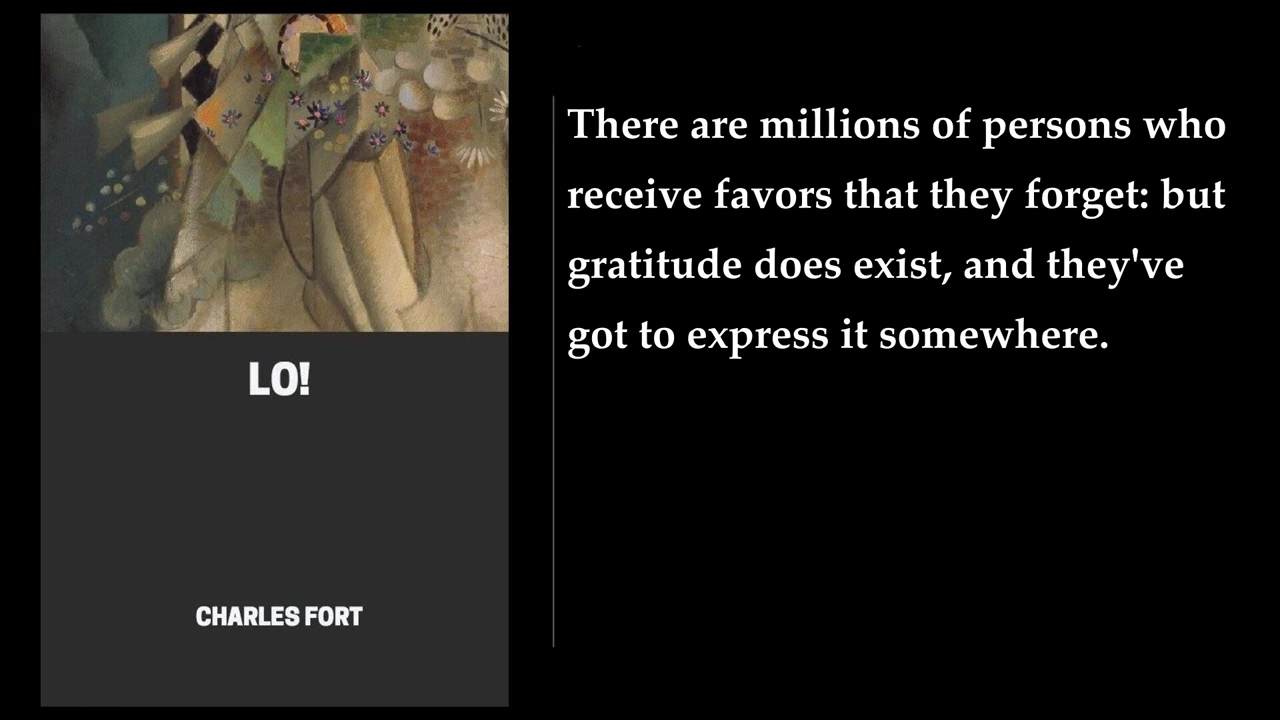 LO!
CHARLES FORT
There are millions of persons who
receive favors that they forget: but
gratitude does exist, and they've
got to express it somewhere.